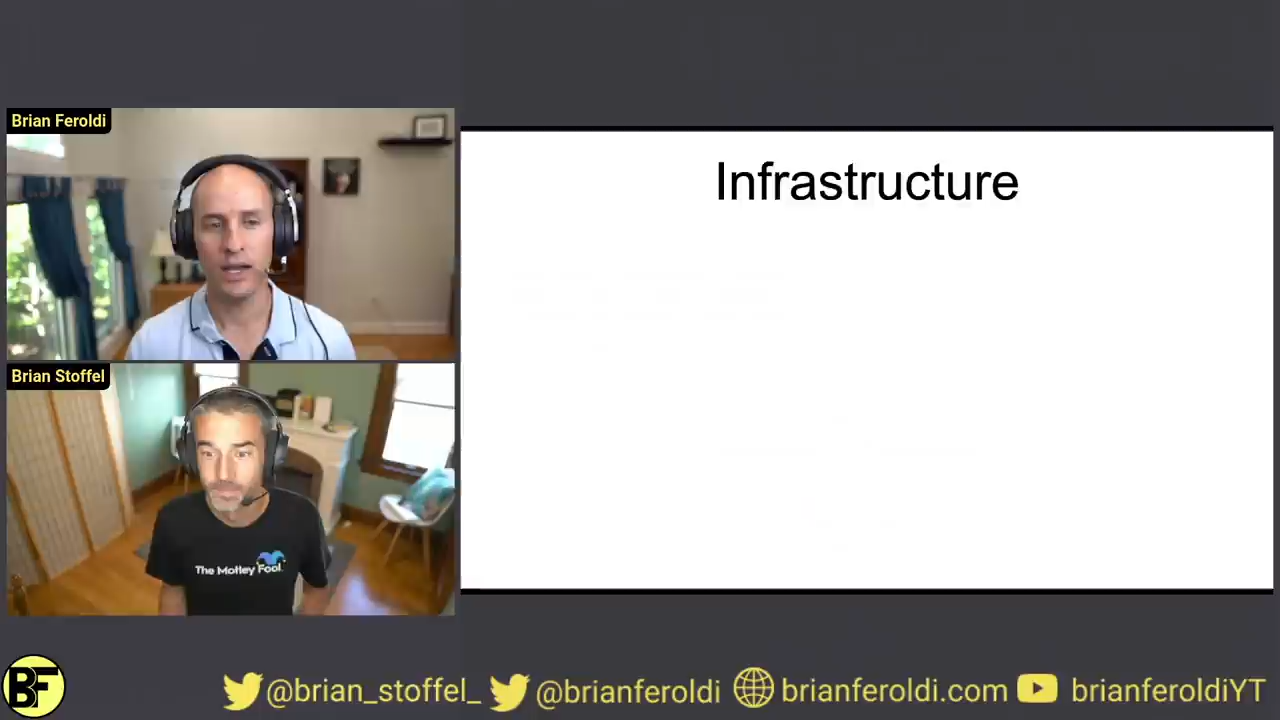 Brian Feroldi
Infrastructure
Brian Stoffel
The Motley Fool
BF
@brian_stoffel_ @brianferoldi brianferoldi.com brianferoldiYT